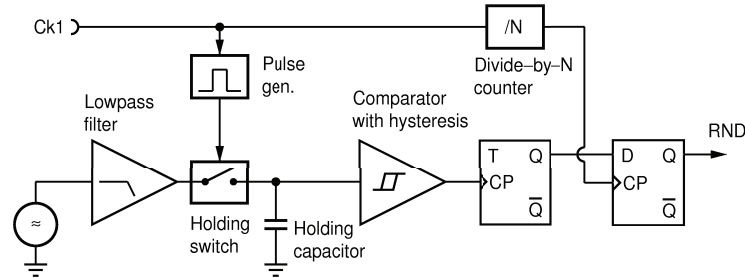 Ck1
/N
Pulse
gen.
Divide–by–N
counter
Lowpass
filter
Comparator
with hysteresis
RND
T Q
CP
Q
D Q
CP
Q
≈
Holding
switch
Holding
capacitor